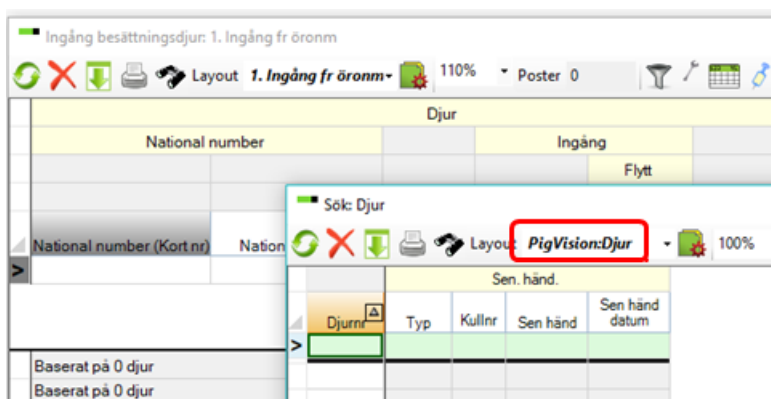 Ingång besättningsdjur: 1. Ingång fr öronm
Layout 1. Ingång fr öronm 110% Poster 0
Djur
National number Ingång
Flytt
National number (Kort nr) Nation
Baserat på 0 djur
Baserat på 0 djur
Sök: Djur
Layou PigVision:Djur 100%
Sen. händ.
Djurnr Typ Kullnr Sen händ Sen händ
datum